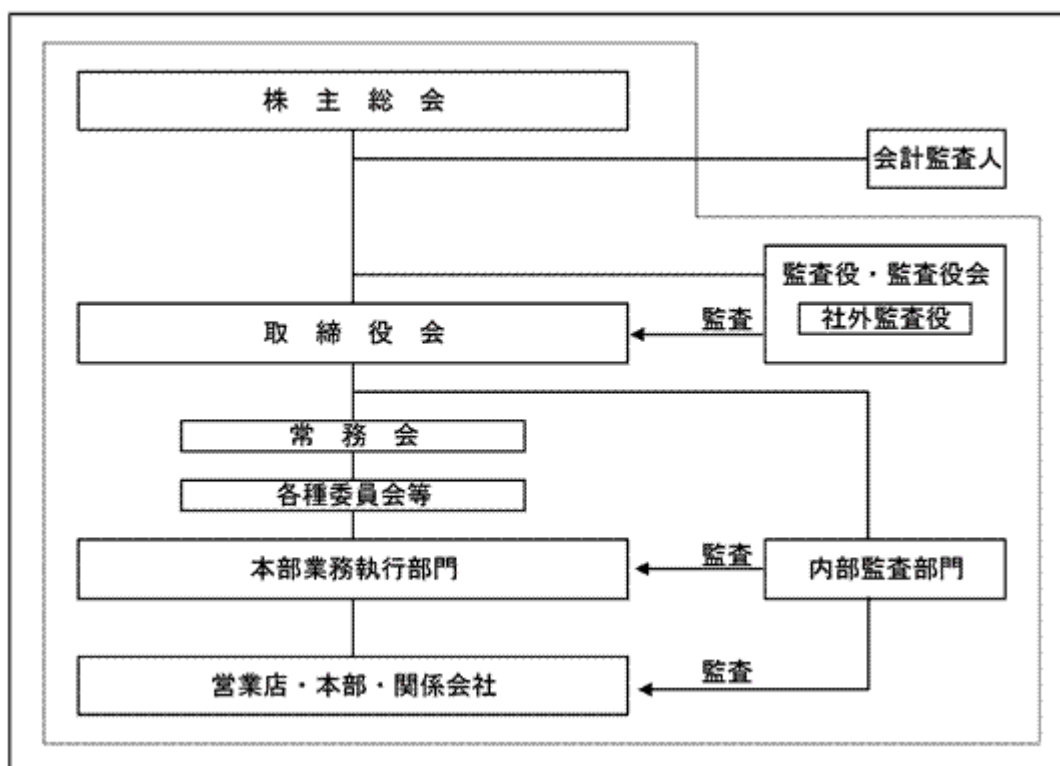 株 主 総 会
会計監査人
監査役・監査役会
社外監査役
監査
取 締 役 会
常 務 会
各種委員会等
本部業務執行部門
監査
内部監査部門
営業店・本部・関係会社
監査